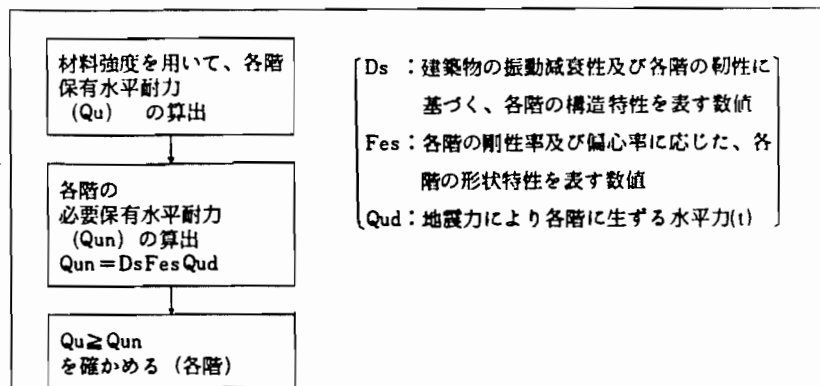 材料強度を用いて、各階
保有水平耐力
(Qu) の算出
各階の
必要保有水平耐力
(Qun) の算出
Qun=DsFesQud
Qu≧Qun
を確かめる(各階)
Ds :建築物の振動減衰性及び各階の靭性に
基づく、各階の構造特性を表す数値
Fes:各階の剛性率及び偏心率に応じた、各
階の形状特性を表す数値
Qud:地震力により各階に生ずる水平力(t)